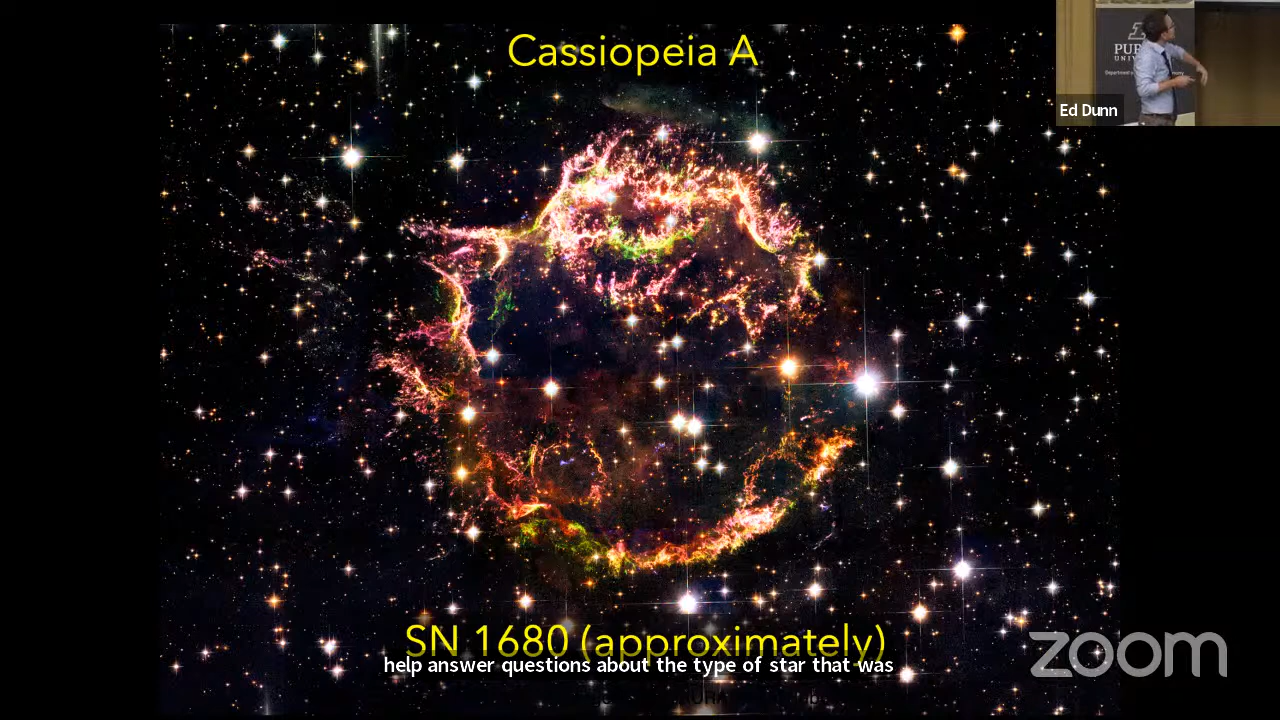 Cassiopeia A
Ed Dunn
SN 1680 (approximately)
help answer questions about the type of star that was
zoom